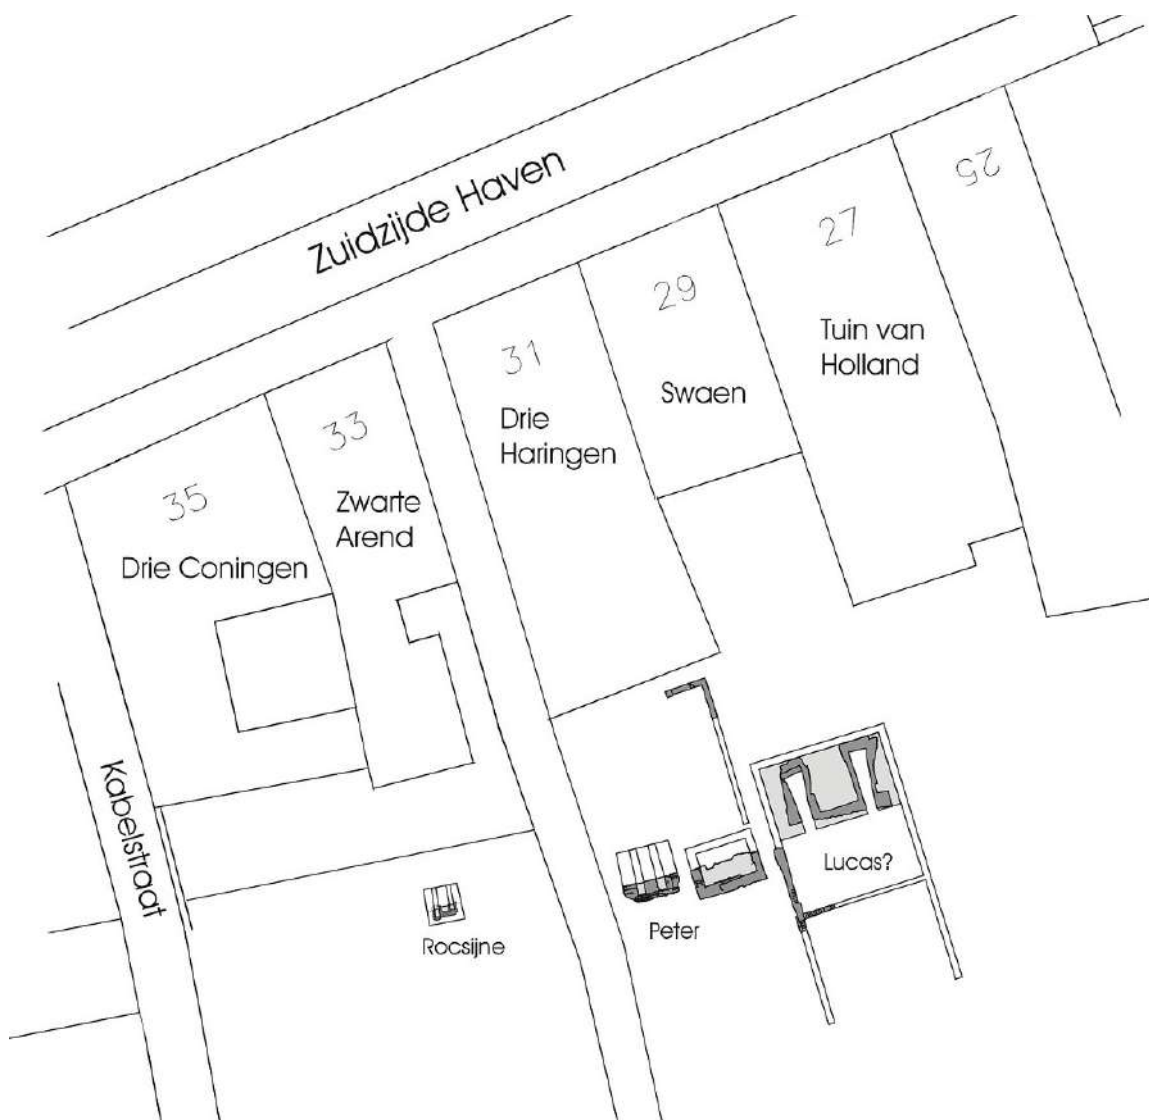 Zuidzijde Haven
25
27
Tuin van
Holland
29
Swaen
31
Drie
Haringen
33
Zwarte
Arend
35
Drie Coningen
Kabelstraat
Rocsijne
Peter
Lucas?